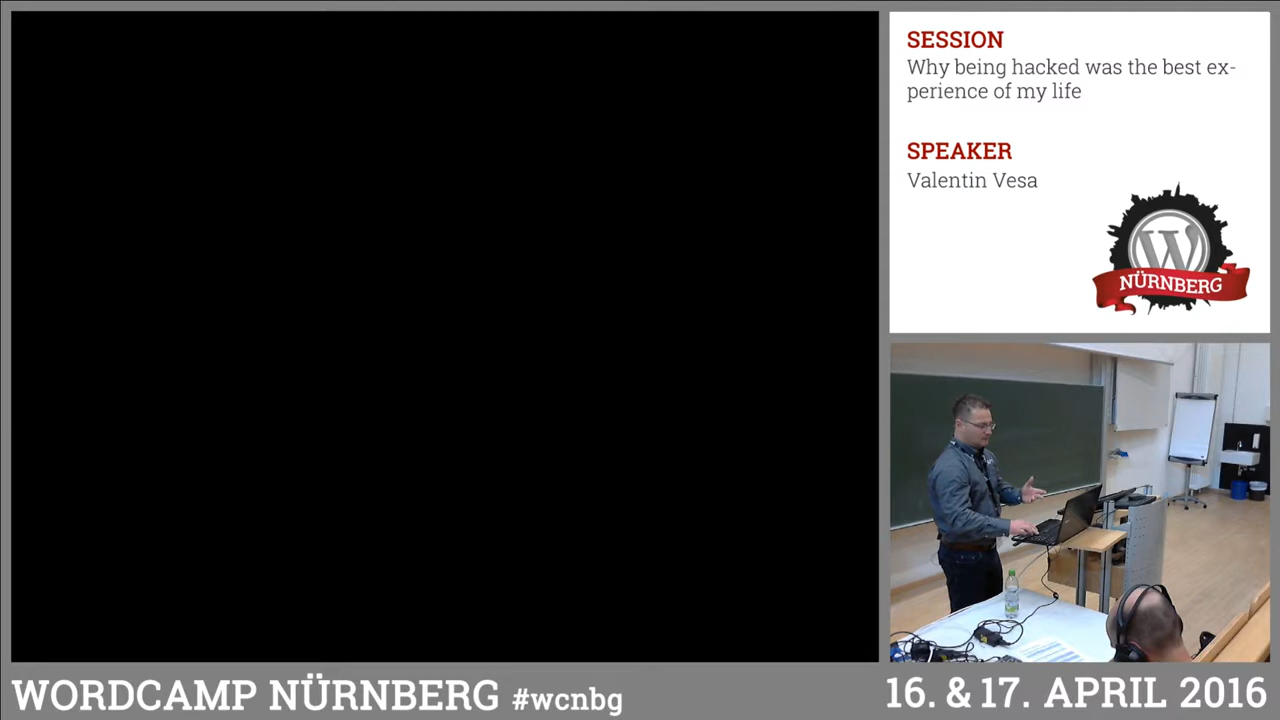 SESSION
Why being hacked was the best ex-
perience of my life
SPEAKER
Valentin Vesa
W
NÜRNBERG
WORDCAMP NÜRNBERG #wcnbg
16. & 17. APRIL 2016